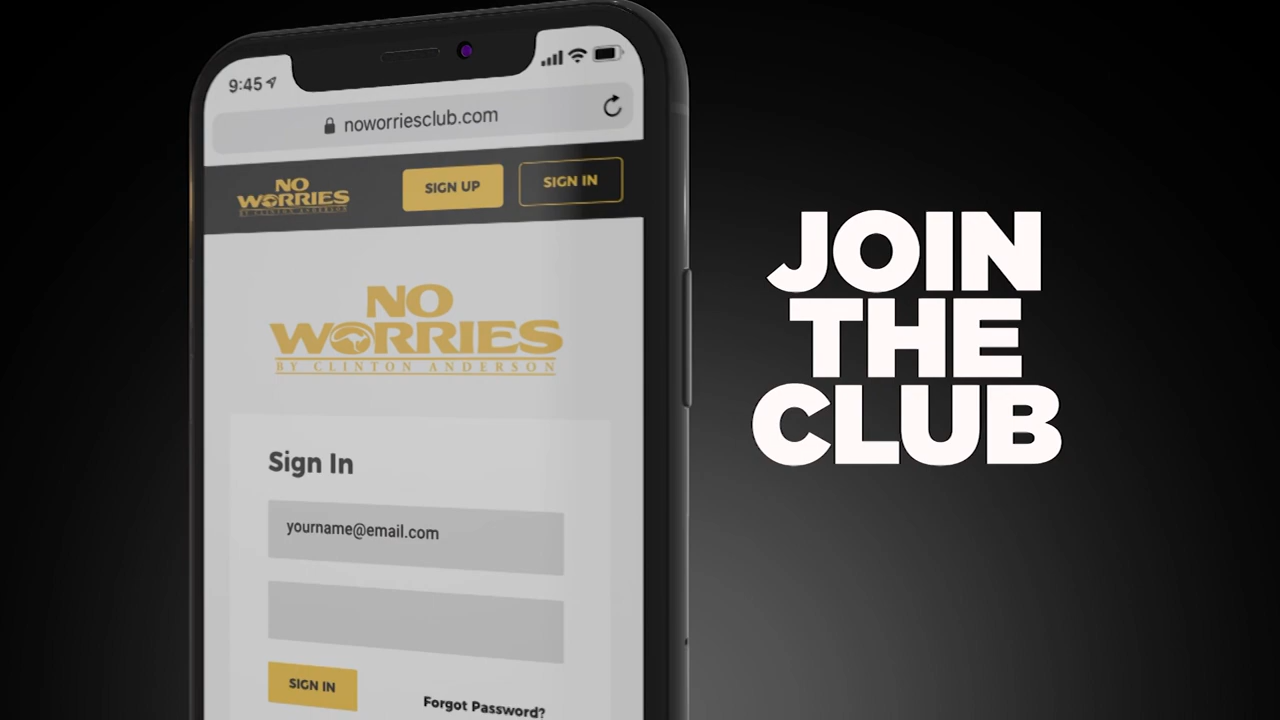 9:45
noworriesclub.com
NO
WORRIES
BY CLINTON ANDERSON
SIGN UP
SIGN IN
NO
WORRIES
BY CLINTON ANDERSON
Sign In
yourname@email.com
SIGN IN
Forgot Password?
JOIN
THE
CLUB